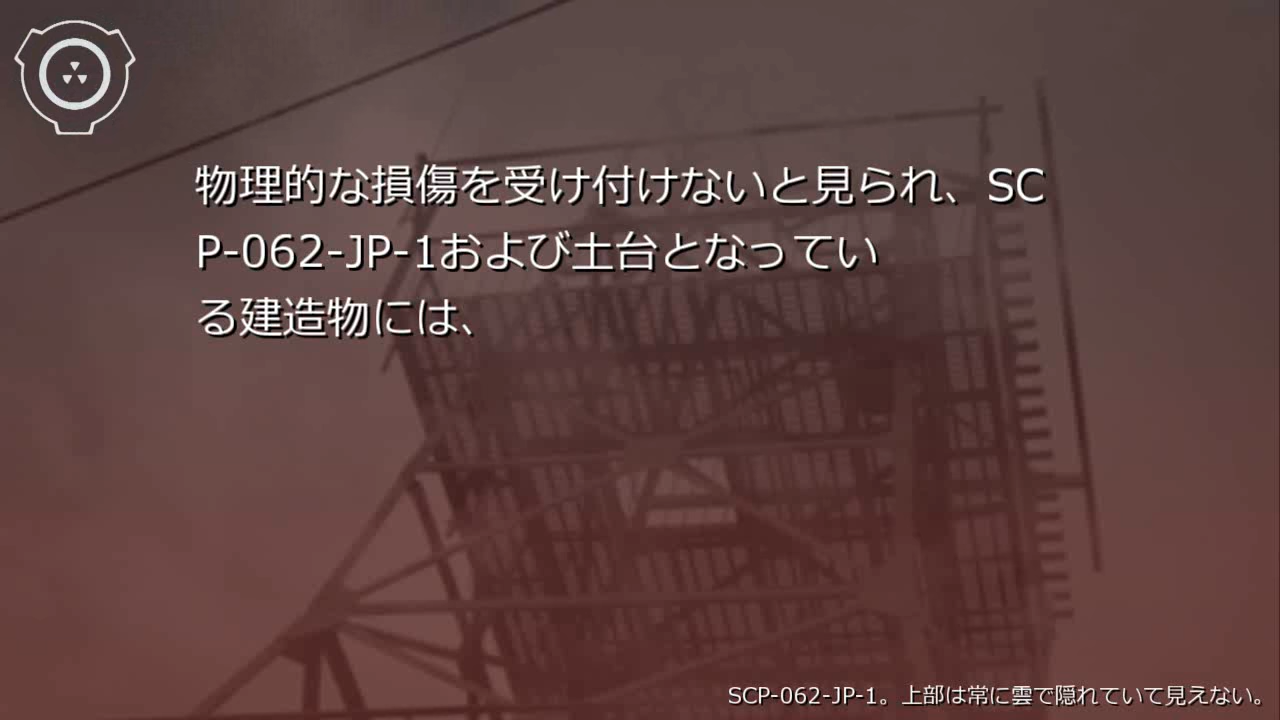 物理的な損傷を受け付けないと見られ、SC
P-062-JP-1および土台となってい
る建造物には、
SCP-062-JP-1。上部は常に雲で隠れていて見えない。